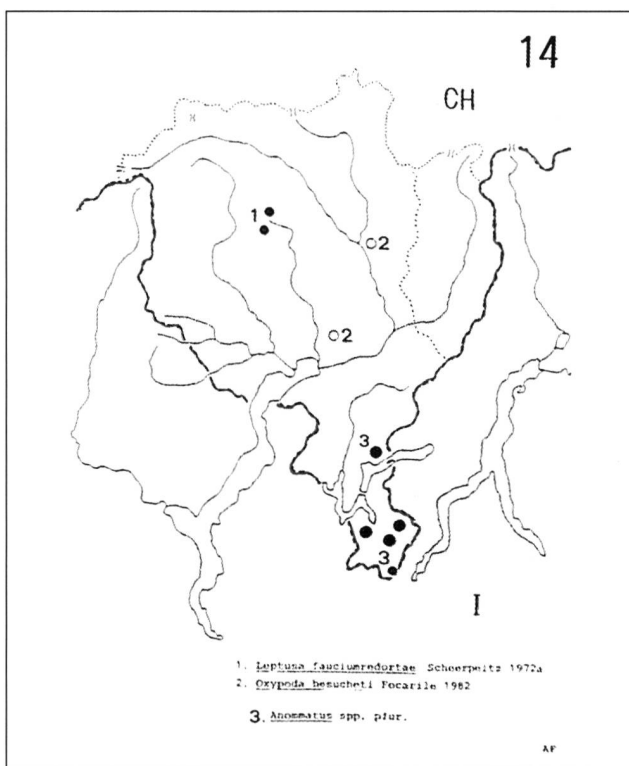 14
CH
1
2
2
3
3
I
1. Leptusa fauciumredortae Scheerpeltz 1972a
2. Oxypoda besucheti Focarile 1982
3. Anommatus spp. plur.
AF